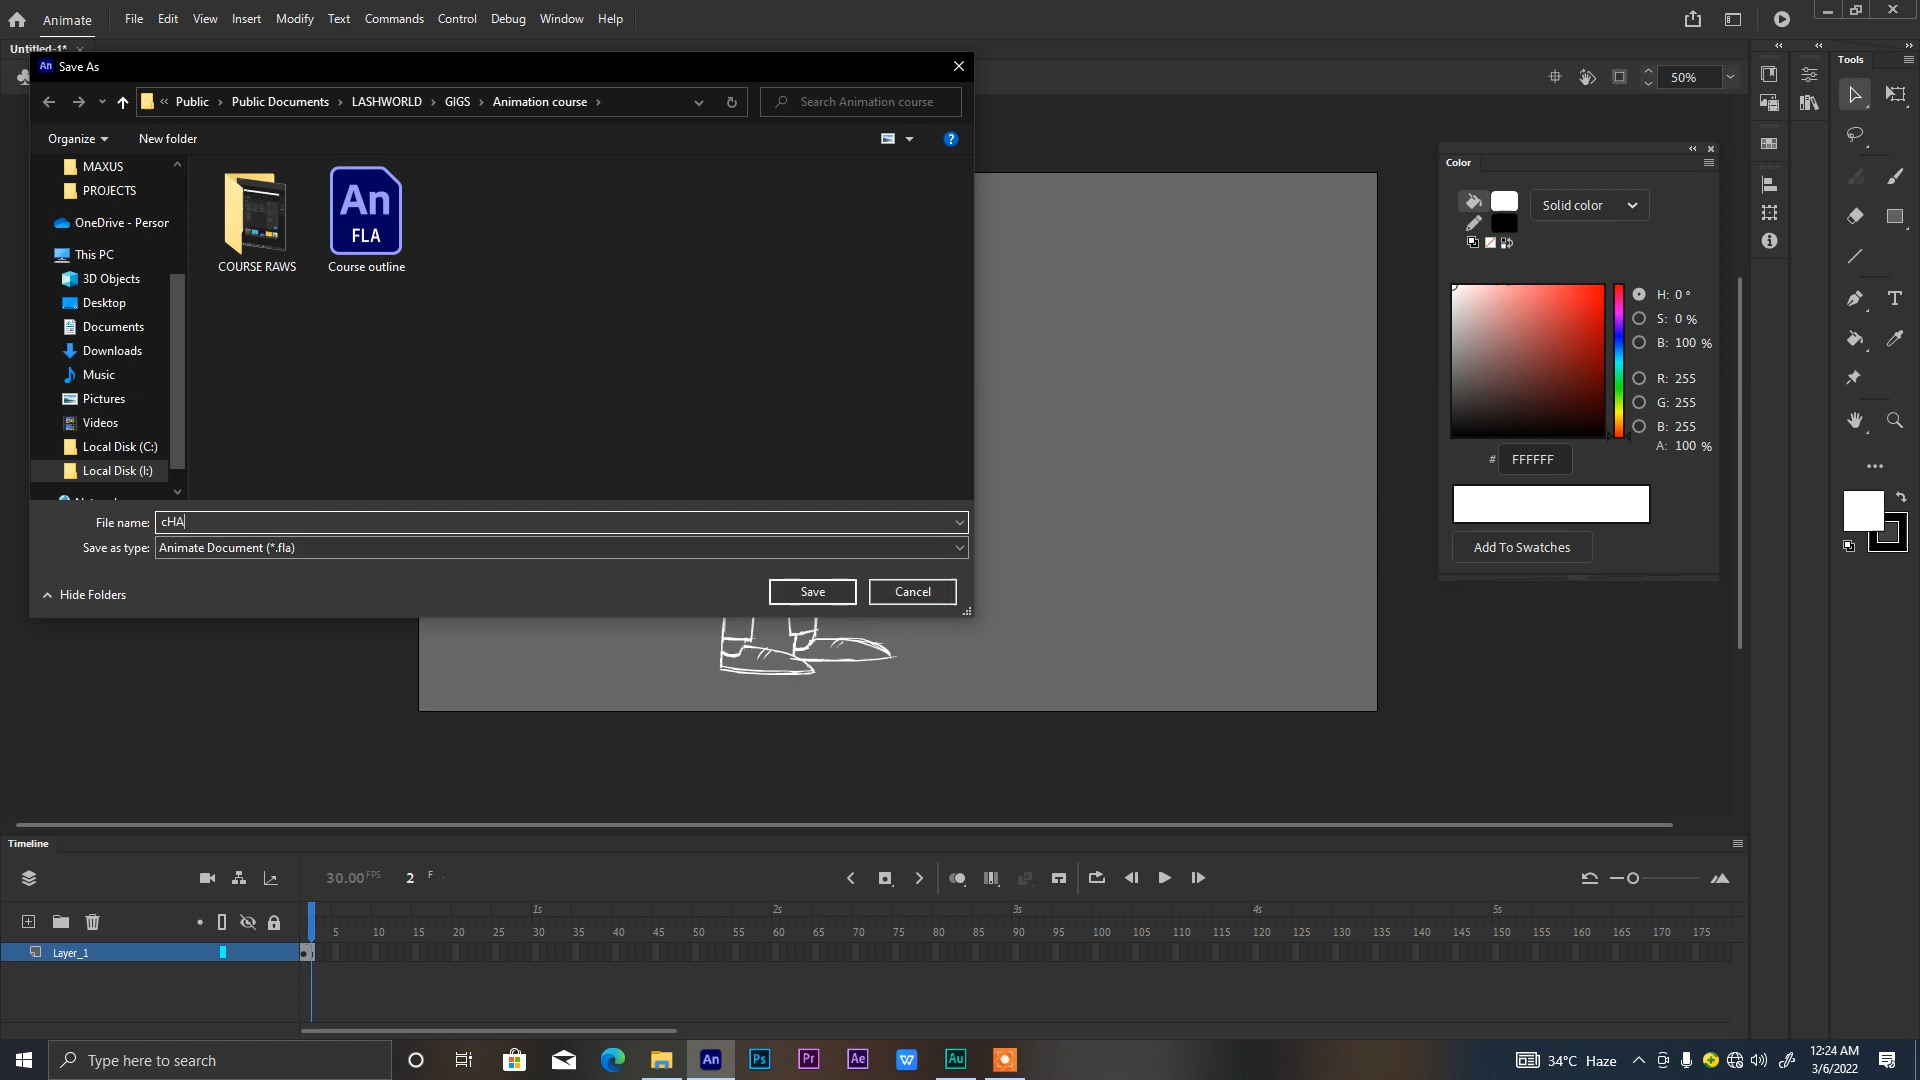 Animate File Edit View Insert Modify Text Commands Control Debug Window Help
Untitled-1*
An Save As
Public Public Documents LASHWORLD GIGS Animation course Search Animation course 50%
Organize New folder
MAXUS
PROJECTS
OneDrive - Person
This PC
3D Objects
Desktop
Documents
Downloads
Music
Pictures
Videos
Local Disk (C:)
Local Disk (I:)
An
FLA
COURSE RAWS Course outline
File name: cHA
Save as type: Animate Document (*.fla)
Hide Folders Save Cancel
Tools
Color
Solid color
H: 0 °
S: 0 %
B: 100 %
R: 255
G: 255
B: 255
A: 100 %
# FFFFFF
Add To Swatches
T
Timeline
30.00 FPS 2 F
1s 2s 3s 4s 5s
5 10 15 20 25 30 35 40 45 50 55 60 65 70 75 80 85 90 95 100 105 110 115 120 125 130 135 140 145 150 155 160 165 170 175
Layer_1
Type here to search An Ps Pr Ae W Au 34°C Haze 12:24 AM
3/6/2022